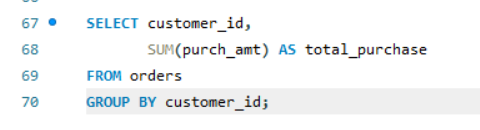 67 SELECT customer_id,
68 SUM(purch_amt) AS total_purchase
69 FROM orders
70 GROUP BY customer_id;